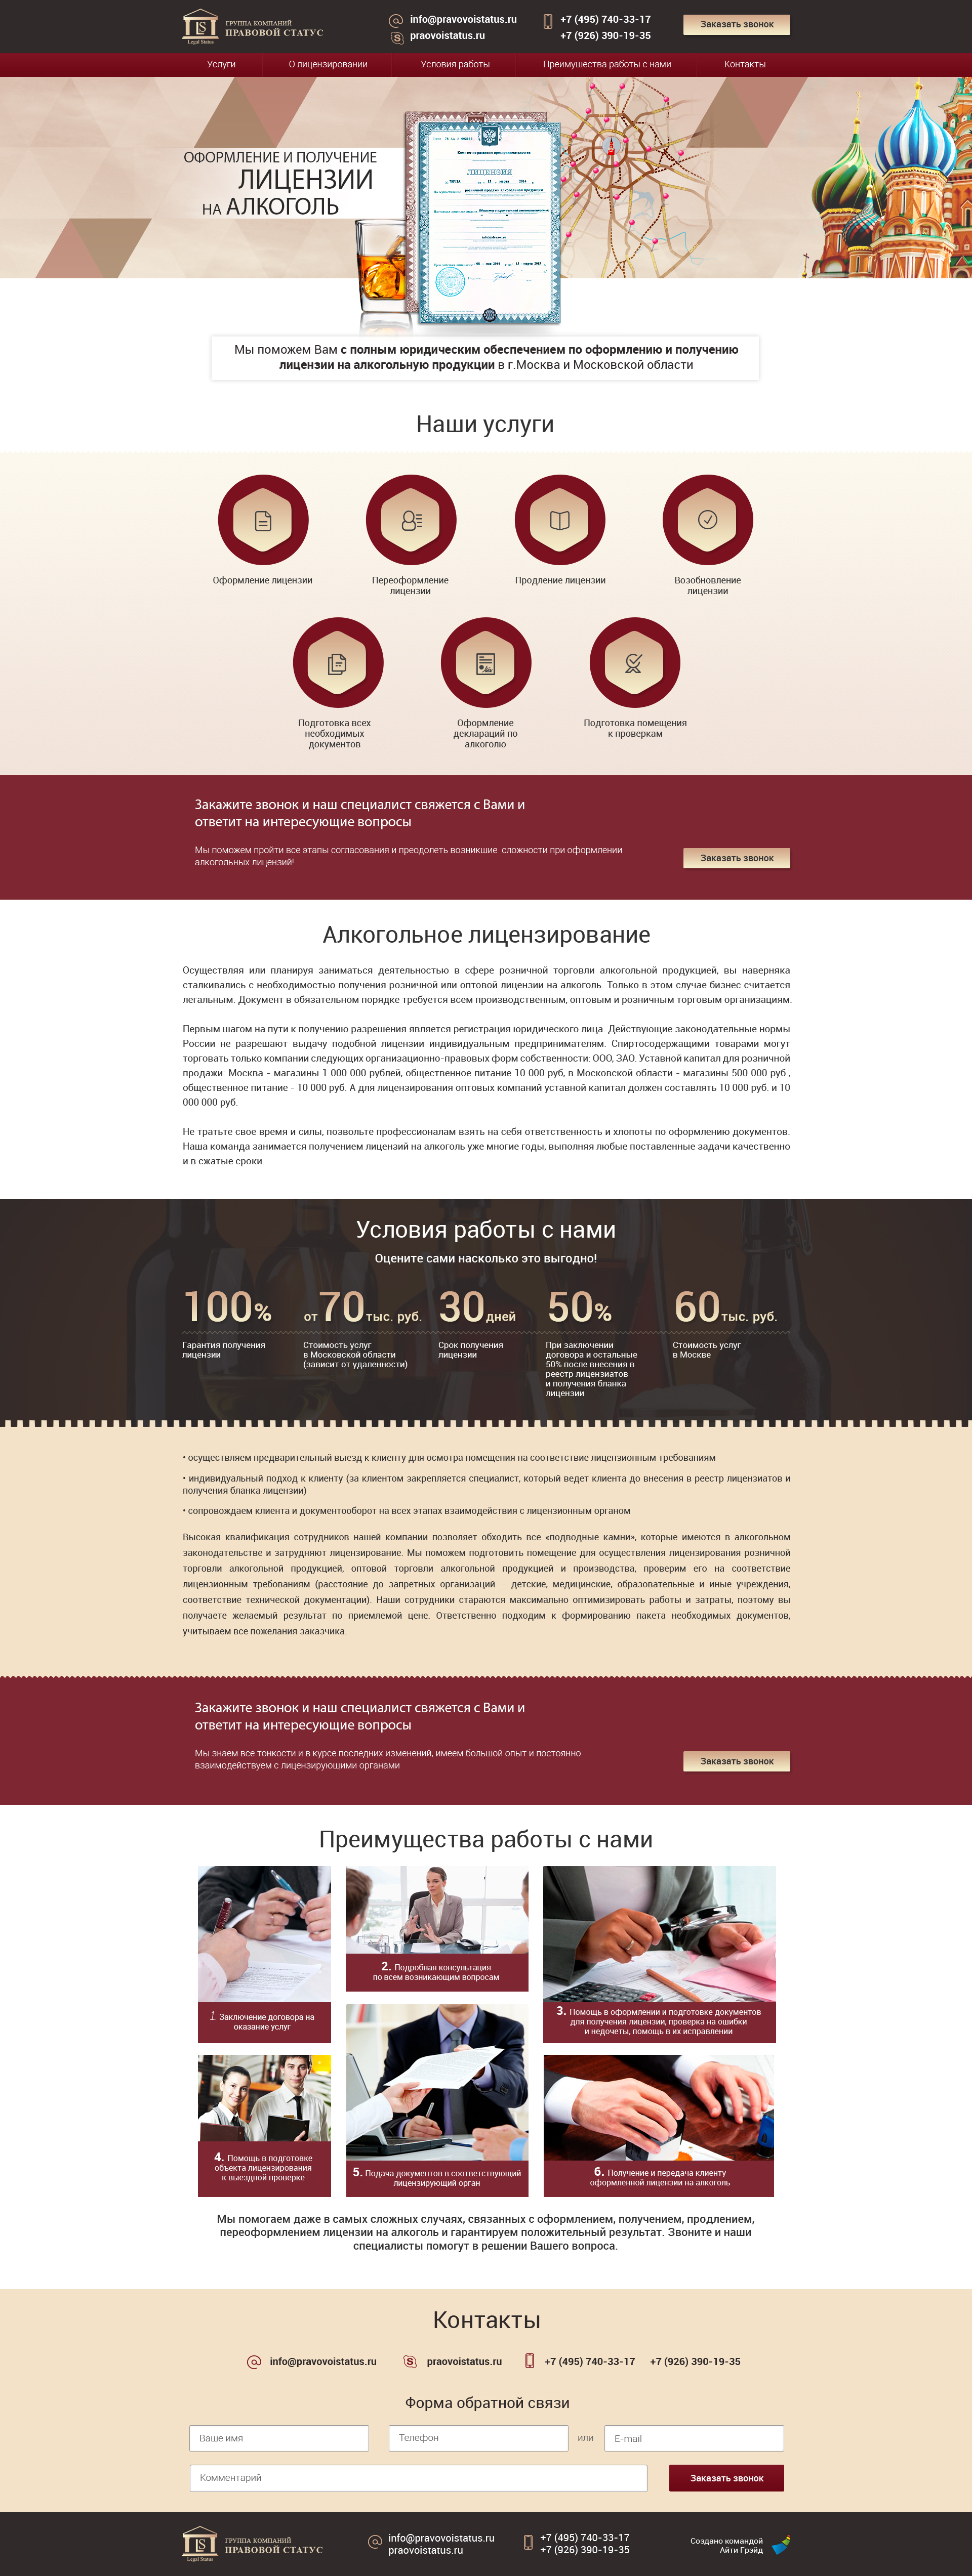 ГРУППА КОМПАНИЙ
ПРАВОВОЙ СТАТУС
Legal Status
info@pravovoistatus.ru
praovoistatus.ru
+7 (495) 740-33-17
+7 (926) 390-19-35
Заказать звонок
Услуги
О лицензировании
Условия работы
Преимущества работы с нами
Контакты
ОФОРМЛЕНИЕ И ПОЛУЧЕНИЕ
ЛИЦЕНЗИИ
НА АЛКОГОЛЬ
ЛИЦЕНЗИЯ
Мы поможем Вам с полным юридическим обеспечением по оформлению и получению
лицензии на алкогольную продукции в г.Москва и Московской области
Наши услуги
Оформление лицензии
Переоформление
лицензии
Продление лицензии
Возобновление
лицензии
Подготовка всех
необходимых
документов
Оформление
деклараций по
алкоголю
Подготовка помещения
к проверкам
Закажите звонок и наш специалист свяжется с Вами и
ответит на интересующие вопросы
Мы поможем пройти все этапы согласования и преодолеть возникшие сложности при оформлении
алкогольных лицензий!
Заказать звонок
Алкогольное лицензирование
Осуществляя или планируя заниматься деятельностью в сфере розничной торговли алкогольной продукцией, вы наверняка
сталкивались с необходимостью получения розничной или оптовой лицензии на алкоголь. Только в этом случае бизнес считается
легальным. Документ в обязательном порядке требуется всем производственным, оптовым и розничным торговым организациям.
Первым шагом на пути к получению разрешения является регистрация юридического лица. Действующие законодательные нормы
России не разрешают выдачу подобной лицензии индивидуальным предпринимателям. Спиртосодержащими товарами могут
торговать только компании следующих организационно-правовых форм собственности: ООО, ЗАО. Уставной капитал для розничной
продажи: Москва - магазины 1 000 000 рублей, общественное питание 10 000 руб, в Московской области - магазины 500 000 руб.,
общественное питание - 10 000 руб. А для лицензирования оптовых компаний уставной капитал должен составлять 10 000 руб. и 10
000 000 руб.
Не тратьте свое время и силы, позвольте профессионалам взять на себя ответственность и хлопоты по оформлению документов.
Наша команда занимается получением лицензий на алкоголь уже многие годы, выполняя любые поставленные задачи качественно
и в сжатые сроки.
Условия работы с нами
Оцените сами насколько это выгодно!
100%
Гарантия получения
лицензии
от 70 тыс. руб.
Стоимость услуг
в Московской области
(зависит от удаленности)
30 дней
Срок получения
лицензии
50%
При заключении
договора и остальные
50% после внесения в
реестр лицензиатов
и получения бланка
лицензии
60 тыс. руб.
Стоимость услуг
в Москве
• осуществляем предварительный выезд к клиенту для осмотра помещения на соответствие лицензионным требованиям
• индивидуальный подход к клиенту (за клиентом закрепляется специалист, который ведет клиента до внесения в реестр лицензиатов и
получения бланка лицензии)
• сопровождаем клиента и документооборот на всех этапах взаимодействия с лицензионным органом
Высокая квалификация сотрудников нашей компании позволяет обходить все «подводные камни», которые имеются в алкогольном
законодательстве и затрудняют лицензирование. Мы поможем подготовить помещение для осуществления лицензирования розничной
торговли алкогольной продукцией, оптовой торговли алкогольной продукцией и производства, проверим его на соответствие
лицензионным требованиям (расстояние до запретных организаций – детские, медицинские, образовательные и иные учреждения,
соответствие технической документации). Наши сотрудники стараются максимально оптимизировать работы и затраты, поэтому вы
получаете желаемый результат по приемлемой цене. Ответственно подходим к формированию пакета необходимых документов,
учитываем все пожелания заказчика.
Закажите звонок и наш специалист свяжется с Вами и
ответит на интересующие вопросы
Мы знаем все тонкости и в курсе последних изменений, имеем большой опыт и постоянно
взаимодействуем с лицензирующими органами
Заказать звонок
Преимущества работы с нами
1. Заключение договора на
оказание услуг
2. Подробная консультация
по всем возникающим вопросам
3. Помощь в оформлении и подготовке документов
для получения лицензии, проверка на ошибки
и недочеты, помощь в их исправлении
4. Помощь в подготовке
объекта лицензирования
к выездной проверке
5. Подача документов в соответствующий
лицензирующий орган
6. Получение и передача клиенту
оформленной лицензии на алкоголь
Мы помогаем даже в самых сложных случаях, связанных с оформлением, получением, продлением,
переоформлением лицензии на алкоголь и гарантируем положительный результат. Звоните и наши
специалисты помогут в решении Вашего вопроса.
Контакты
info@pravovoistatus.ru
praovoistatus.ru
+7 (495) 740-33-17
+7 (926) 390-19-35
Форма обратной связи
Ваше имя
Телефон
или
E-mail
Комментарий
Заказать звонок
ГРУППА КОМПАНИЙ
ПРАВОВОЙ СТАТУС
Legal Status
info@pravovoistatus.ru
praovoistatus.ru
+7 (495) 740-33-17
+7 (926) 390-19-35
Создано командой
Айти Грэйд